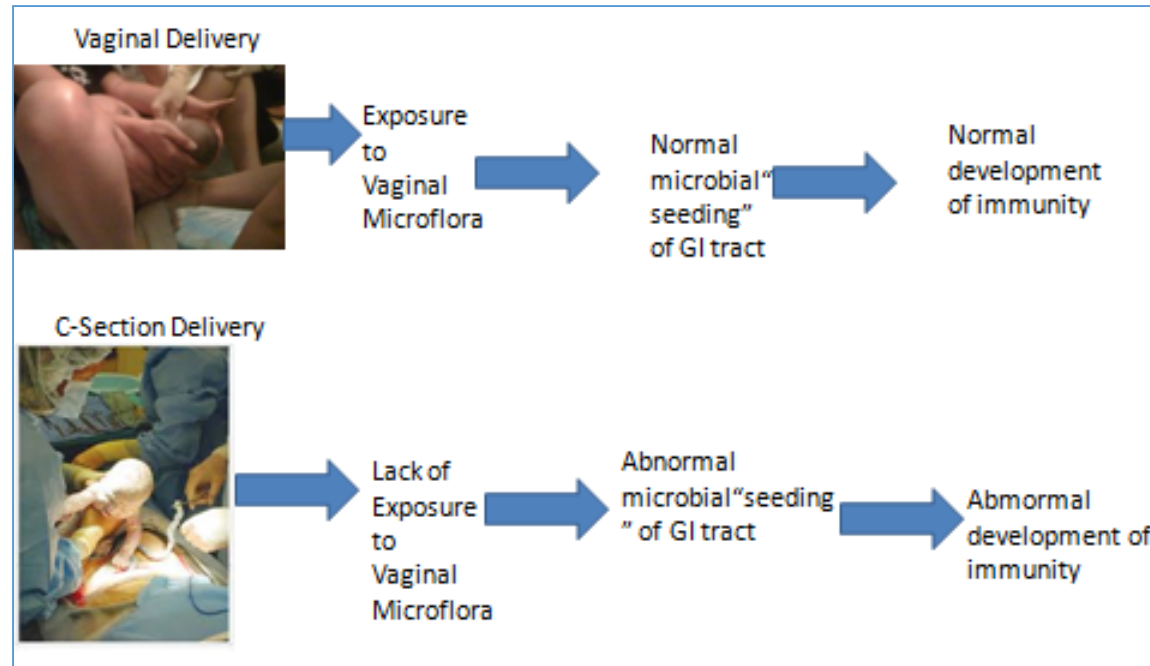 Vaginal Delivery
Exposure
to
Vaginal
Microflora
Normal
microbial“
seeding”
of GI tract
Normal
development
of immunity
C-Section Delivery
Lack of
Exposure
to
Vaginal
Microflora
Abnormal
microbial“seeding
” of GI tract
Abmormal
development of
immunity